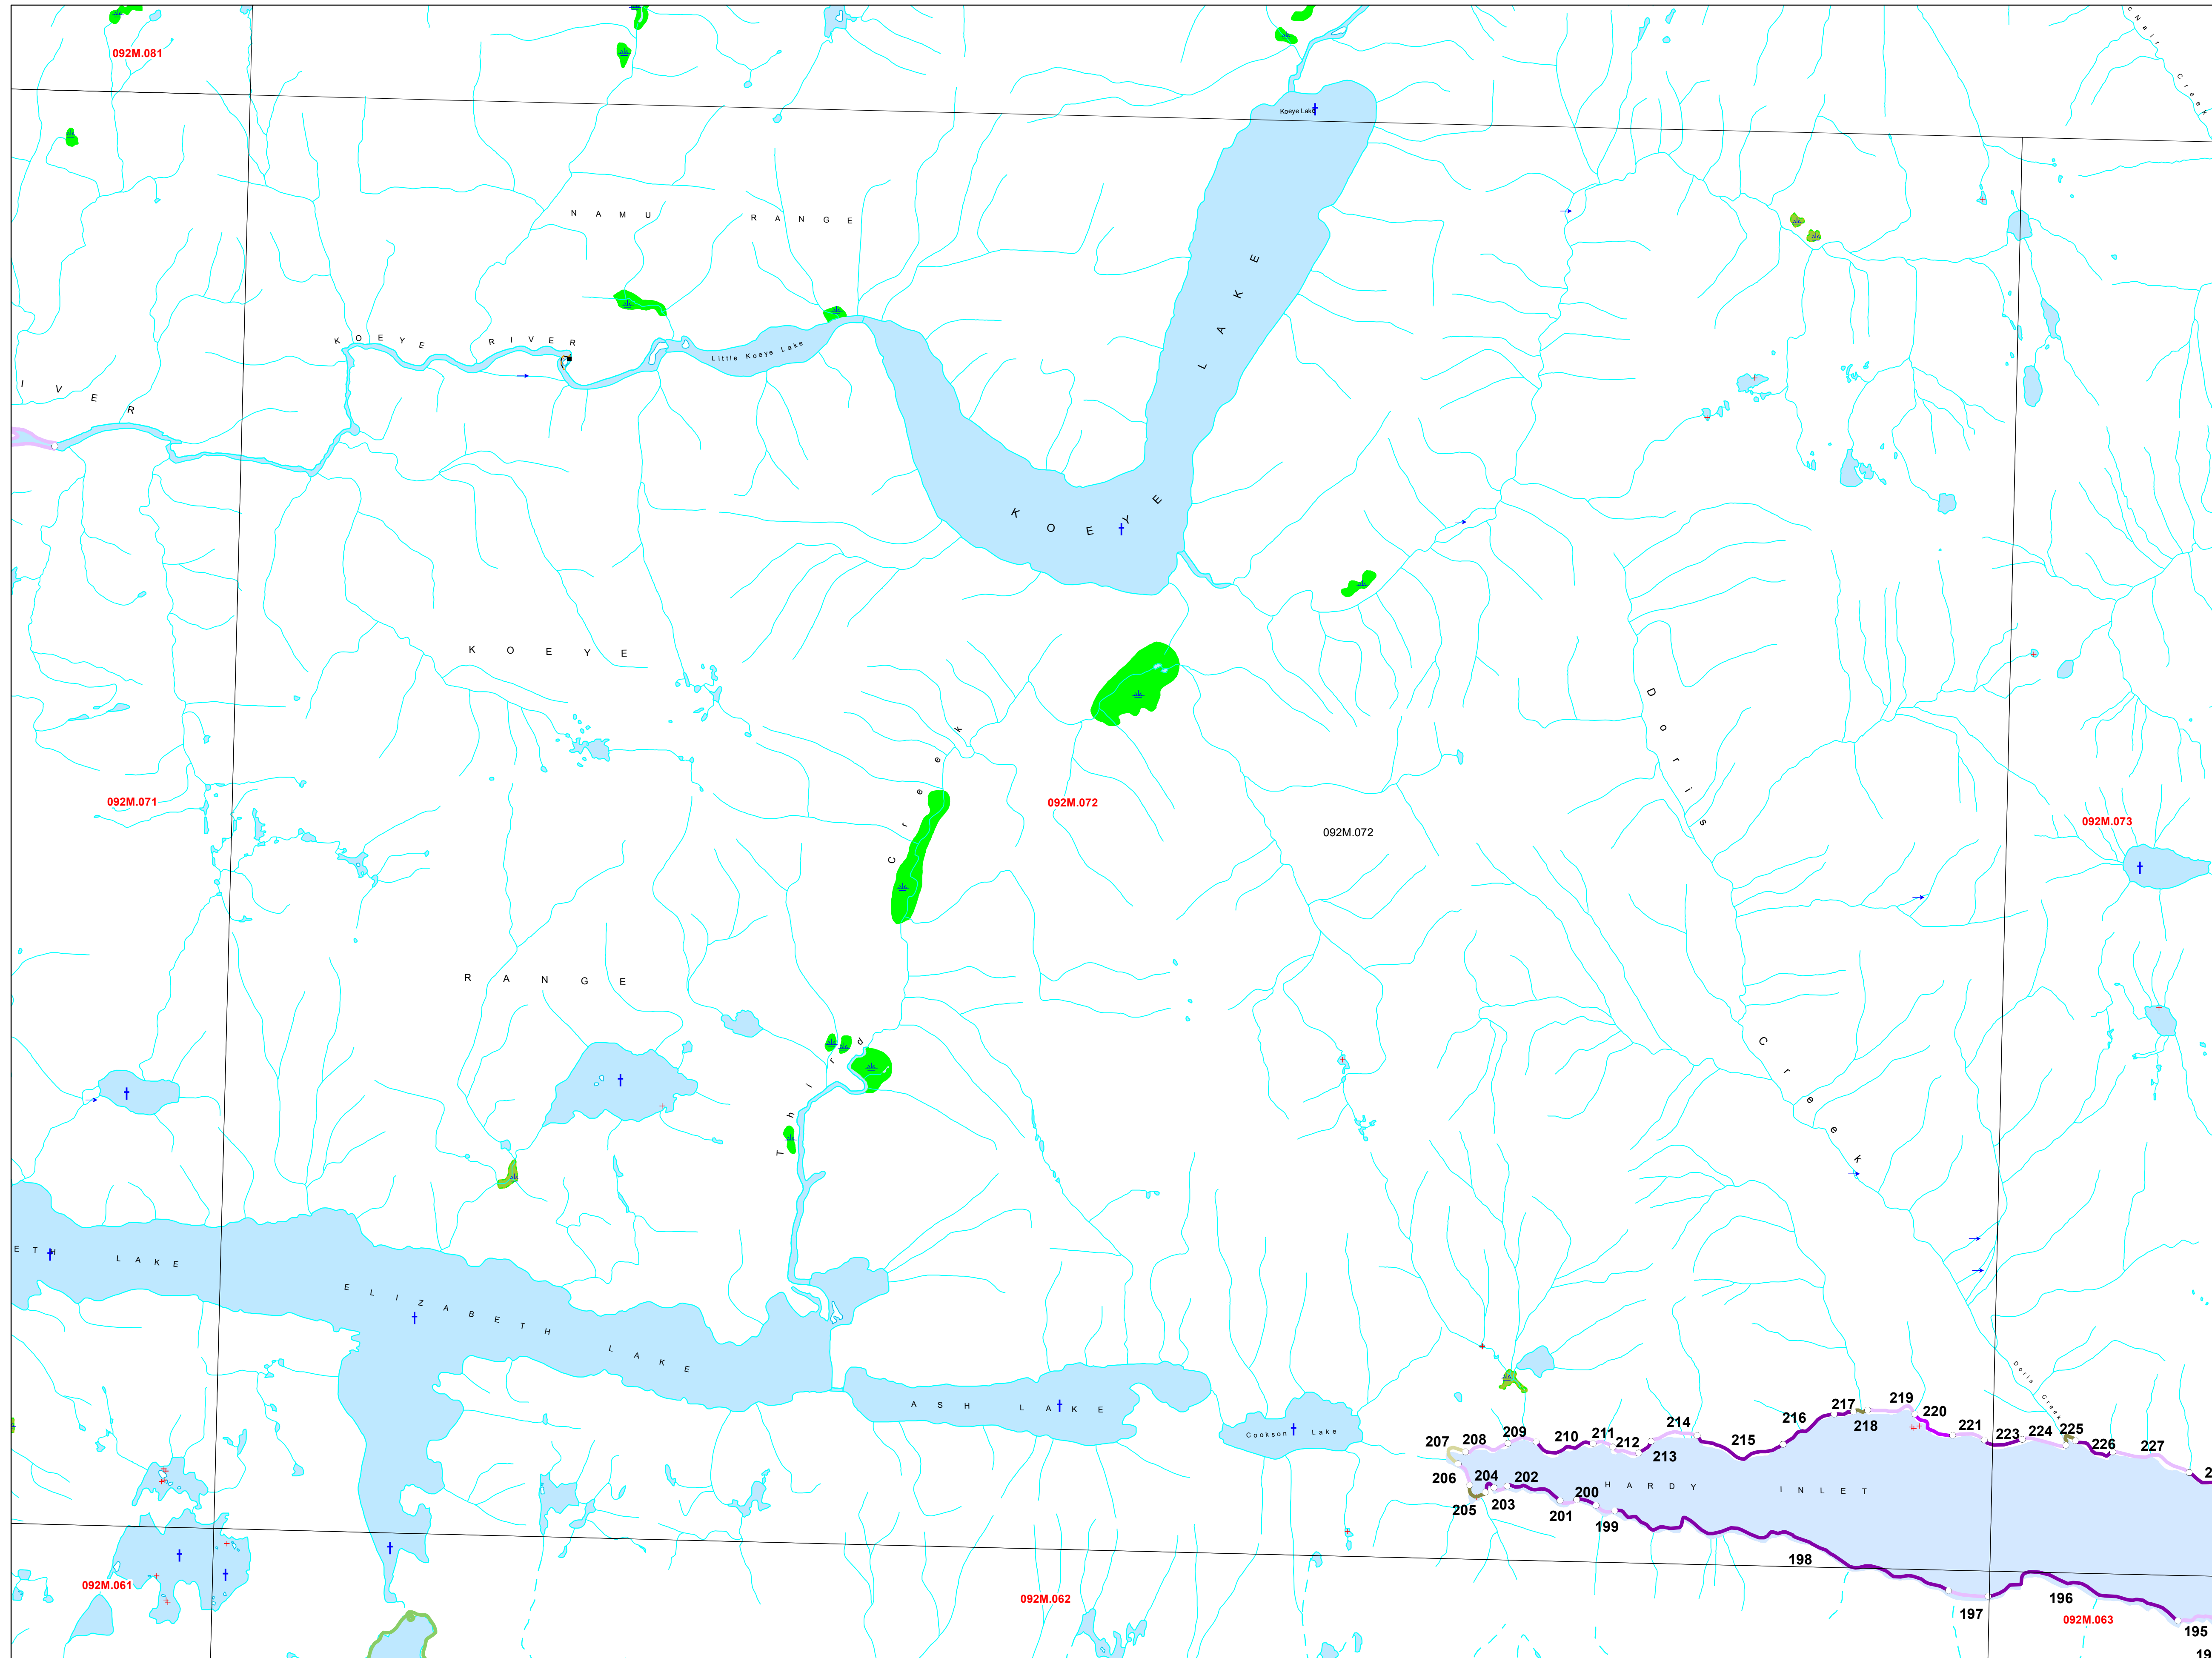 092M.081
cNair Creek
Koeye Lake
NAMU RANGE
KOEYE RIVER
Little Koeye Lake
IVER
KOEYE LAKE
KOEYE
RANGE
Doris Creek
092M.071
092M.072
092M.072
092M.073
Third Creek
ETH LAKE
ELIZABETH LAKE
ASH LAKE
Cookson Lake
Doris Creek
207
208
209
210
211
212
213
214
215
216
217
218
219
220
221
223
224
225
226
227
206
205
204
203
202
201
200
199
198
197
196
195
HARDY INLET
092M.061
092M.062
092M.063